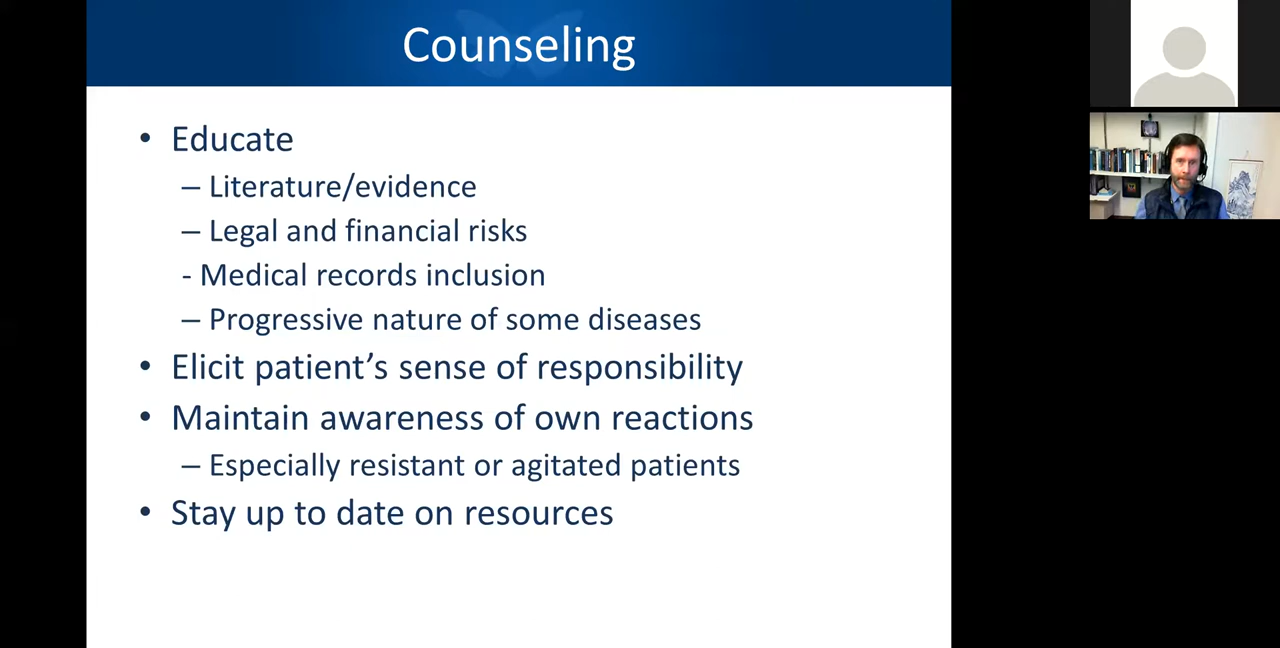 Counseling
• Educate
– Literature/evidence
– Legal and financial risks
- Medical records inclusion
– Progressive nature of some diseases
• Elicit patient’s sense of responsibility
• Maintain awareness of own reactions
– Especially resistant or agitated patients
• Stay up to date on resources